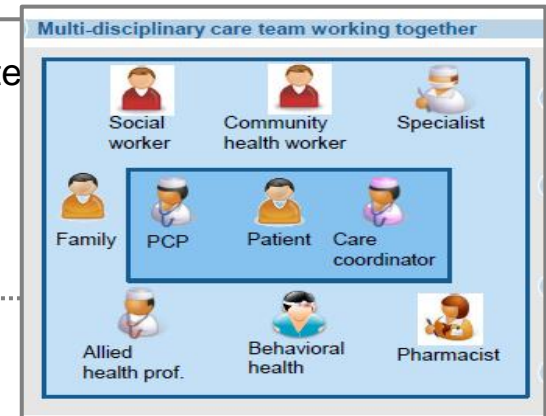 Multi-disciplinary care team working together
te
Social
worker
Community
health worker
Specialist
Family
PCP
Patient
Care
coordinator
Allied
health prof.
Behavioral
health
Pharmacist